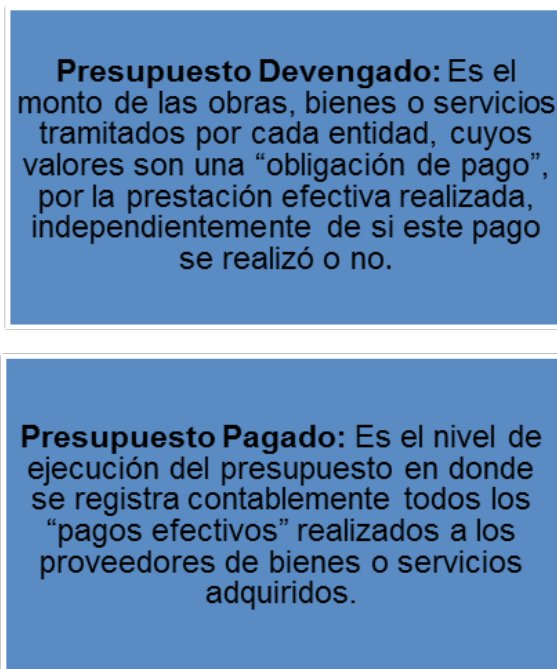 Presupuesto Devengado: Es el
monto de las obras, bienes o servicios
tramitados por cada entidad, cuyos
valores son una “obligación de pago”,
por la prestación efectiva realizada,
independientemente de si este pago
se realizó o no.
Presupuesto Pagado: Es el nivel de
ejecución del presupuesto en donde
se registra contablemente todos los
“pagos efectivos” realizados a los
proveedores de bienes o servicios
adquiridos.